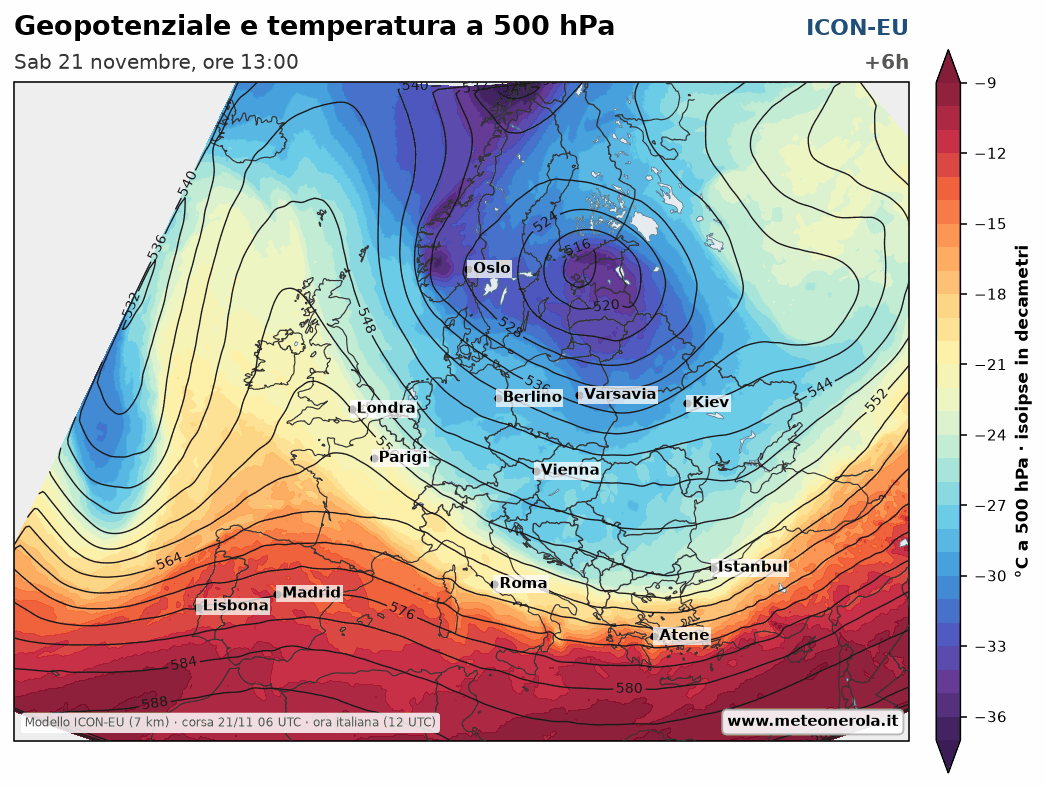 Geopotenziale e temperatura a 500 hPa
ICON-EU
Sab 21 novembre, ore 13:00
+6h
540
540
536
532
524
516
520
528
548
536
544
552
564
576
584
580
588
Oslo
Berlino
Varsavia
Kiev
Londra
Parigi
Vienna
Istanbul
Roma
Madrid
Lisbona
Atene
Modello ICON-EU (7 km) · corsa 21/11 06 UTC · ora italiana (12 UTC)
www.meteonerola.it
−9
−12
−15
−18
−21
−24
−27
−30
−33
−36
°C a 500 hPa · isoipse in decametri